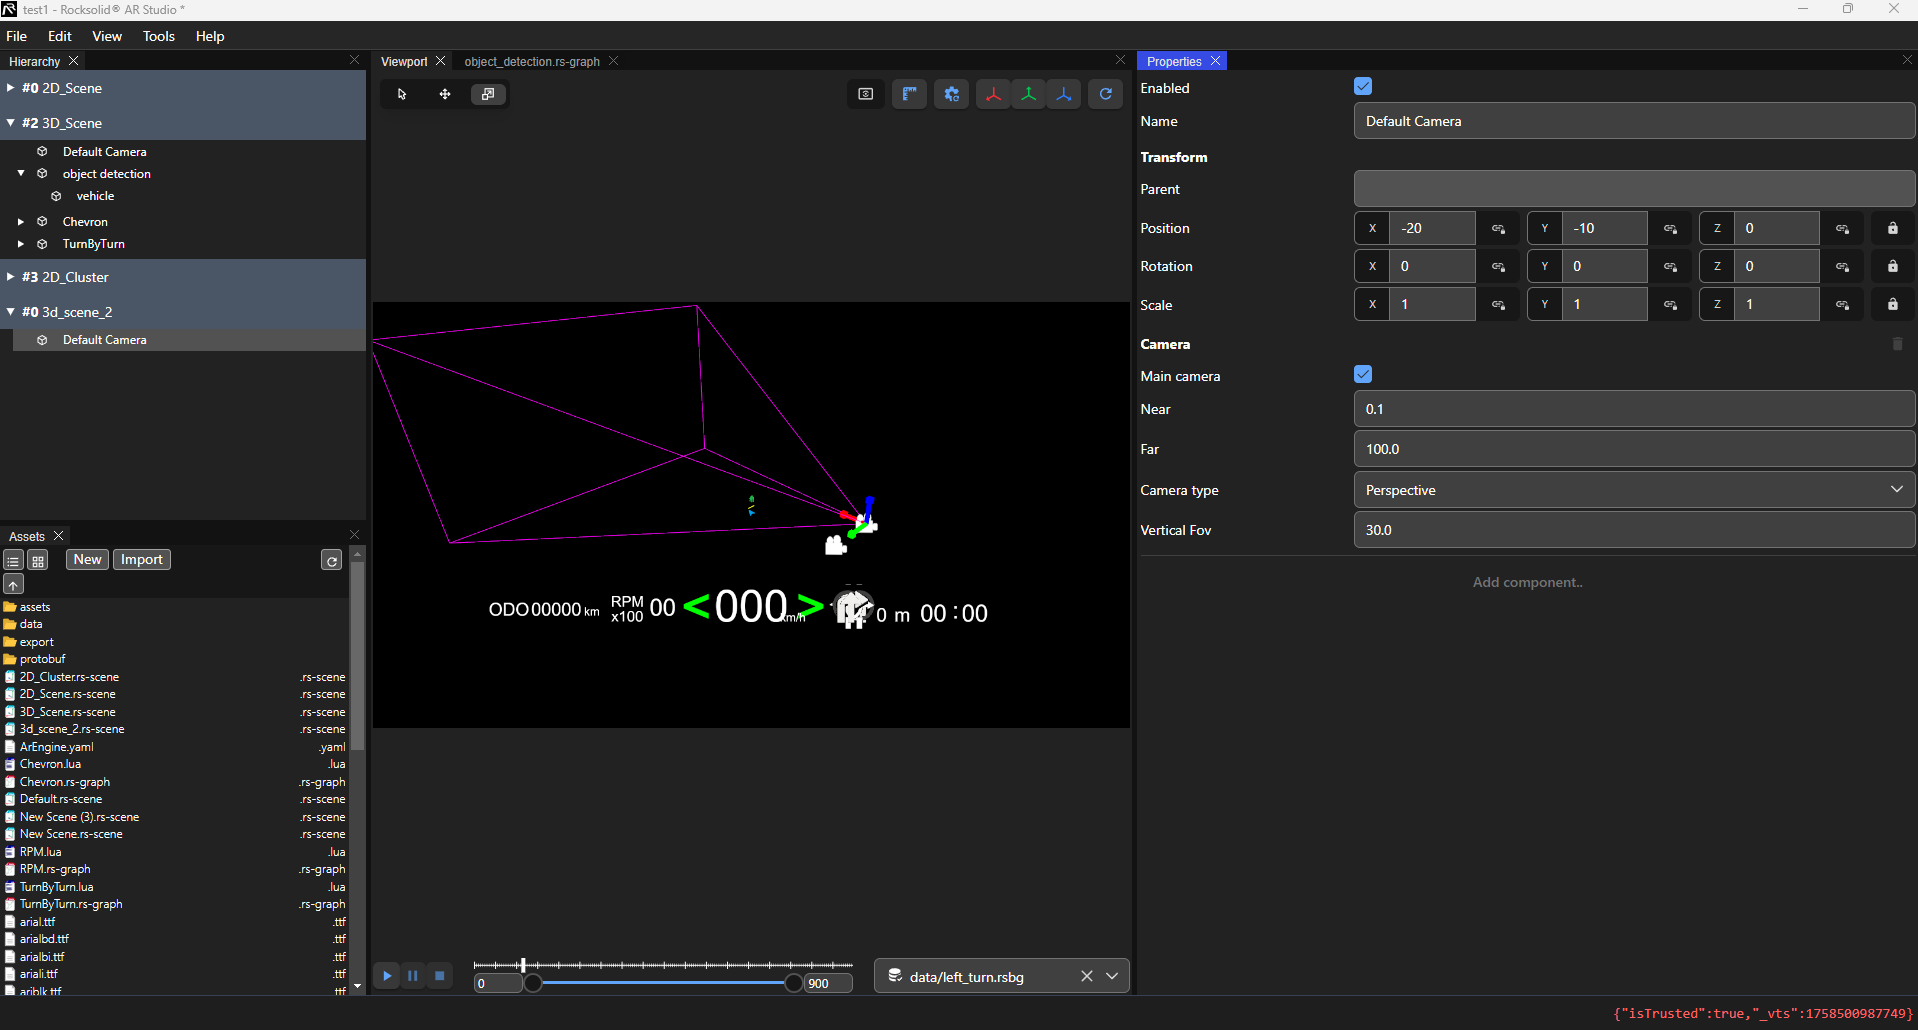 test1 - Rocksolid® AR Studio *
File Edit View Tools Help
Hierarchy
#0 2D_Scene
#2 3D_Scene
Default Camera
object detection
vehicle
Chevron
TurnByTurn
#3 2D_Cluster
#0 3d_scene_2
Default Camera
Assets
New Import
assets
data
export
protobuf
2D_Cluster.rs-scene .rs-scene
2D_Scene.rs-scene .rs-scene
3D_Scene.rs-scene .rs-scene
3d_scene_2.rs-scene .rs-scene
ArEngine.yaml .yaml
Chevron.lua .lua
Chevron.rs-graph .rs-graph
Default.rs-scene .rs-scene
New Scene (3).rs-scene .rs-scene
New Scene.rs-scene .rs-scene
RPM.lua .lua
RPM.rs-graph .rs-graph
TurnByTurn.lua .lua
TurnByTurn.rs-graph .rs-graph
arial.ttf .ttf
arialbd.ttf .ttf
arialbi.ttf .ttf
ariali.ttf .ttf
ariblk.ttf .ttf
Viewport object_detection.rs-graph
ODO 00000 km RPM x100 00 <000> km/h 0 m 00:00
0 900
data/left_turn.rsbg
Properties
Enabled
Name Default Camera
Transform
Parent
Position X -20 Y -10 Z 0
Rotation X 0 Y 0 Z 0
Scale X 1 Y 1 Z 1
Camera
Main camera
Near 0.1
Far 100.0
Camera type Perspective
Vertical Fov 30.0
Add component..
{"isTrusted":true,"_vts":1758500987749}